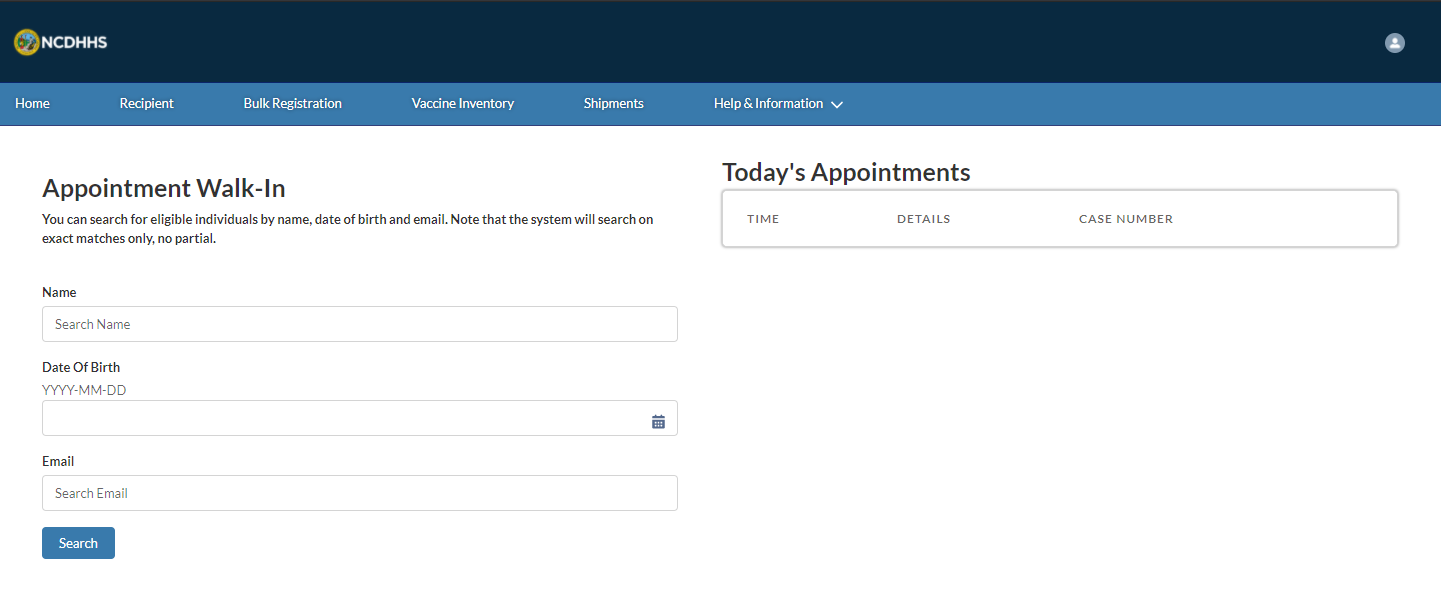 NCDHHS
Home Recipient Bulk Registration Vaccine Inventory Shipments Help & Information
Appointment Walk-In
You can search for eligible individuals by name, date of birth and email. Note that the system will search on
exact matches only, no partial.
Name
Search Name
Date Of Birth
YYYY-MM-DD
Email
Search Email
Search
Today's Appointments
TIME DETAILS CASE NUMBER